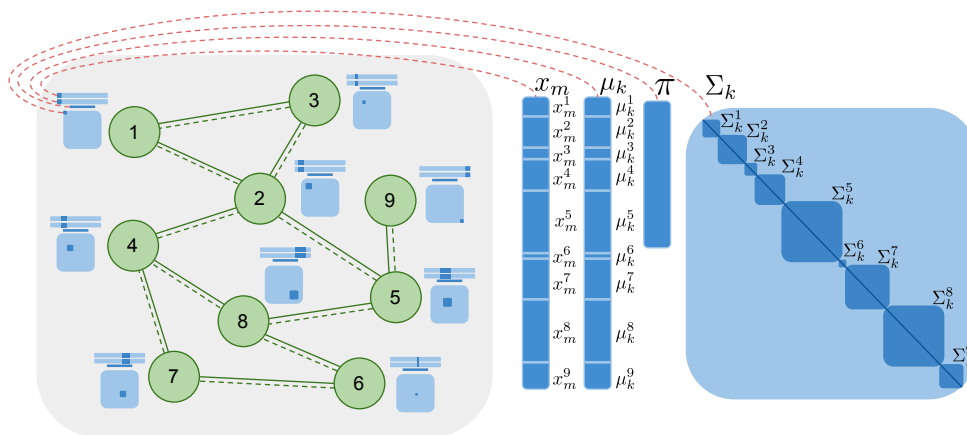 x_m μ_k π Σ_k
1
2
3
4
5
6
7
8
9
x_m^1
x_m^2
x_m^3
x_m^4
x_m^5
x_m^6
x_m^7
x_m^8
x_m^9
μ_k^1
μ_k^2
μ_k^3
μ_k^4
μ_k^5
μ_k^6
μ_k^7
μ_k^8
μ_k^9
Σ_k^1
Σ_k^2
Σ_k^3
Σ_k^4
Σ_k^5
Σ_k^6
Σ_k^7
Σ_k^8